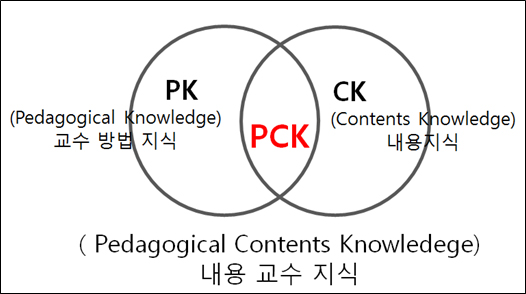 PK
(Pedagogical Knowledge)
교수 방법 지식
PCK
CK
(Contents Knowledge)
내용지식
( Pedagogical Contents Knowledege)
내용 교수 지식